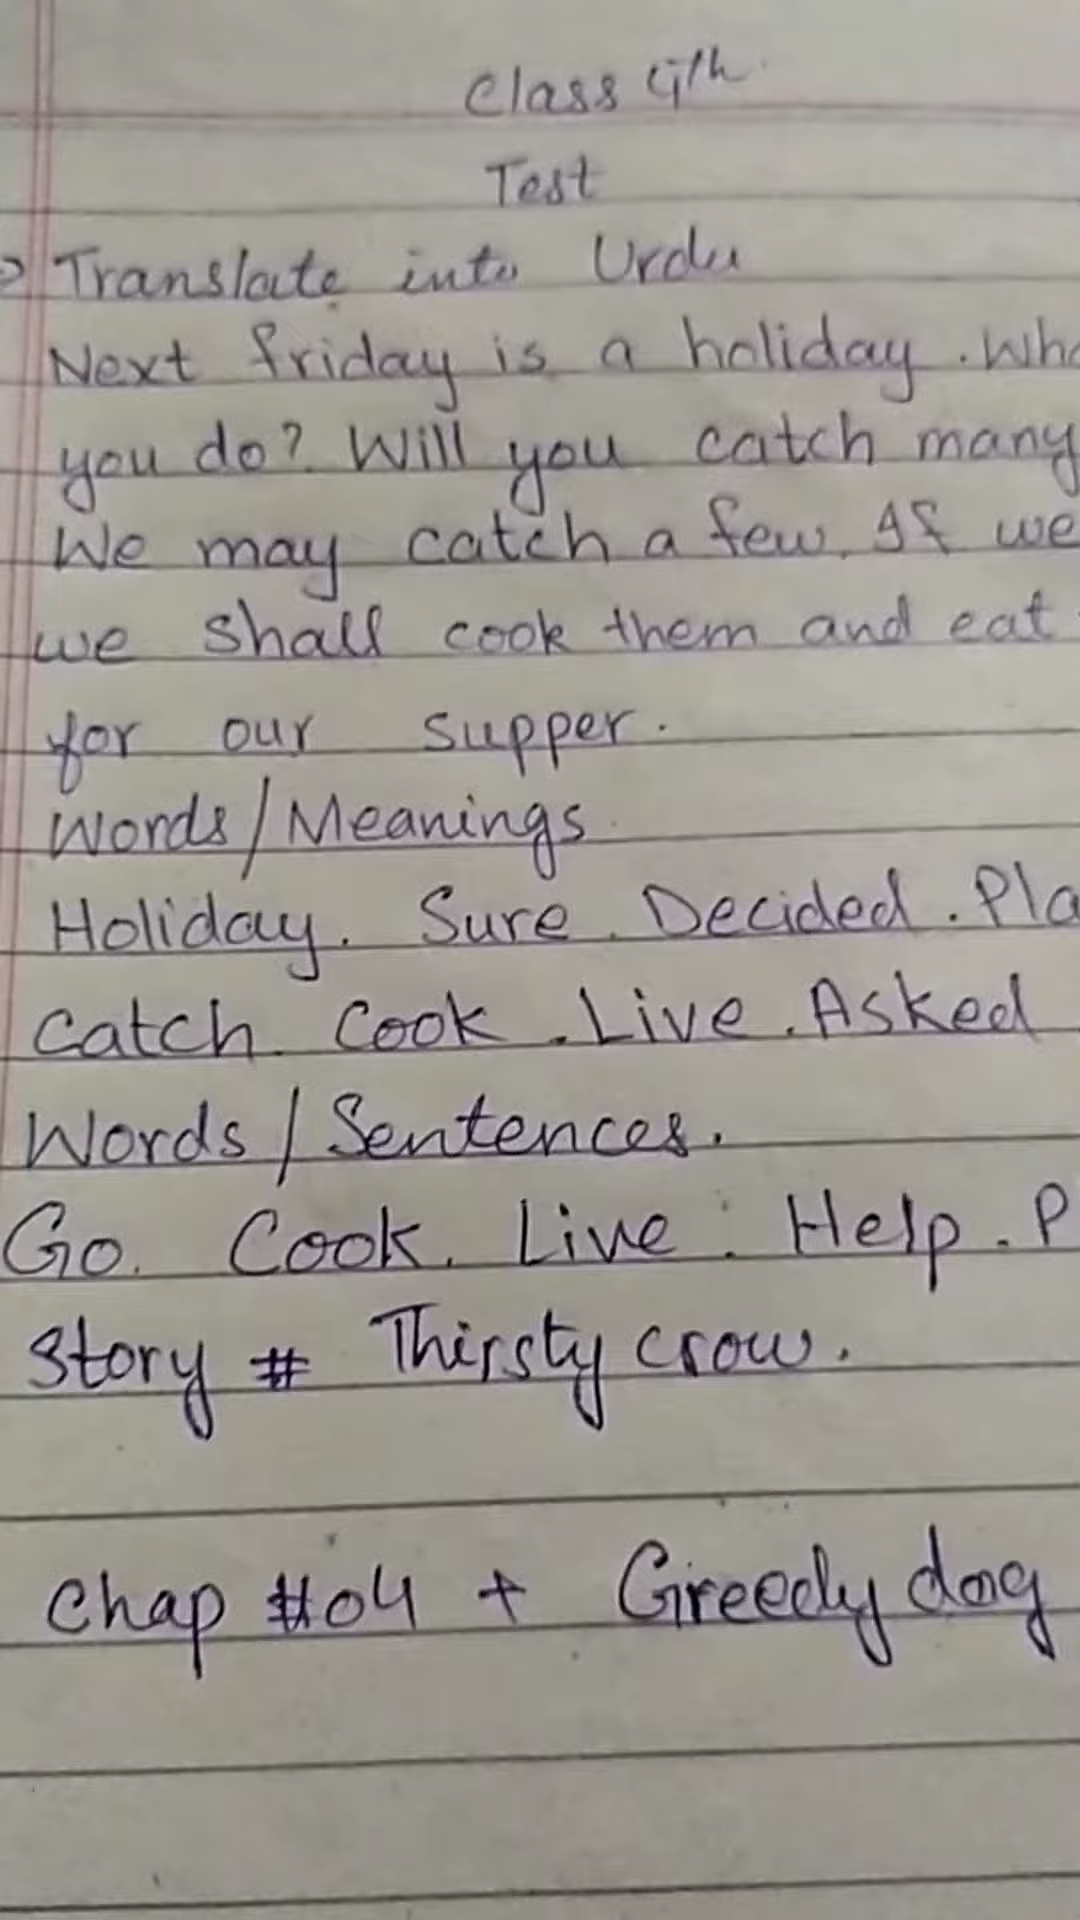 Class 4th
Test
Translate into Urdu
Next friday is a holiday. Wha
you do? Will you catch many
We may catch a few. If we
we shall cook them and eat
for our supper.
Words/Meanings
Holiday. Sure. Decided. Pla
Catch. Cook. Live. Asked
Words/Sentences.
Go. Cook. Live. Help. P
Story # Thirsty crow.
Chap #04 + Greedy dog